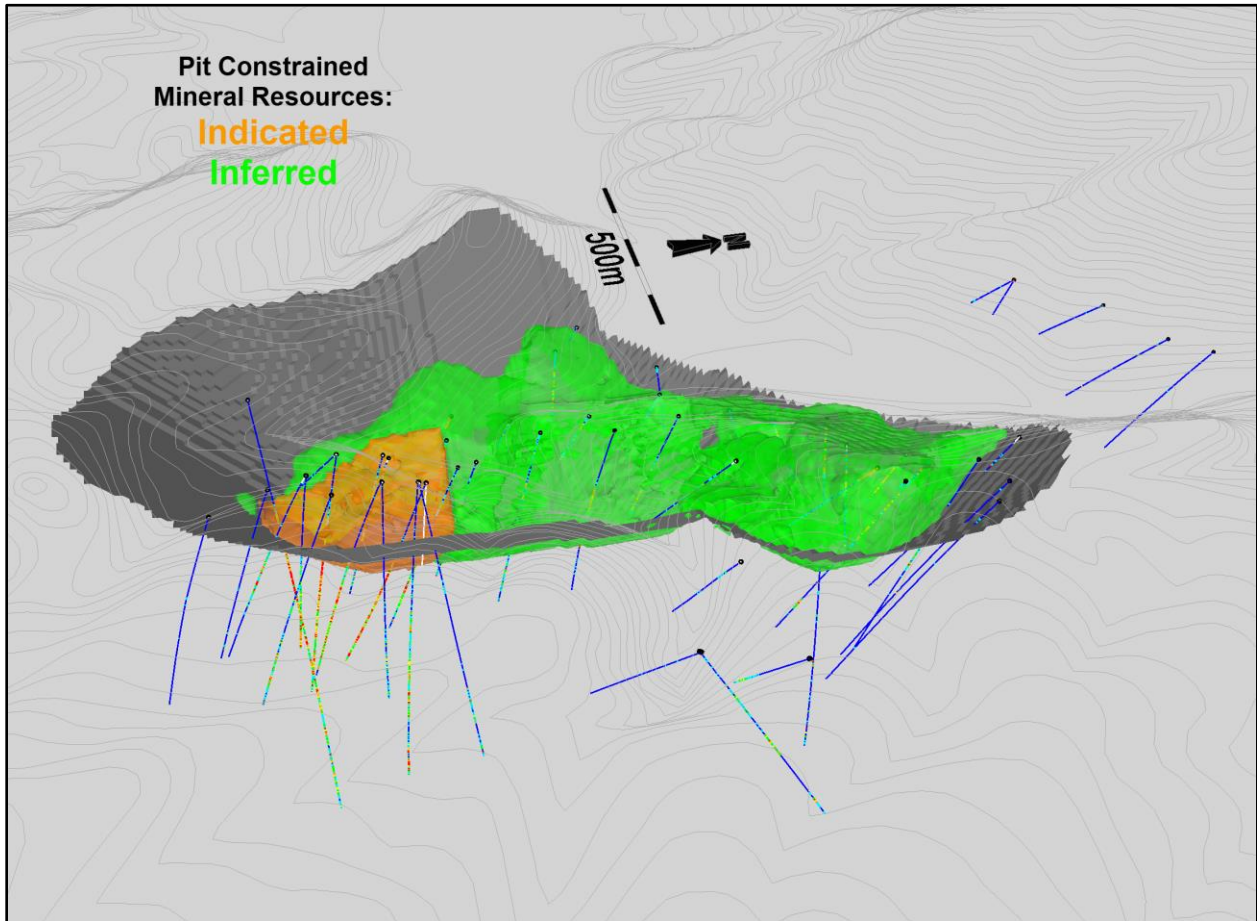 Pit Constrained
Mineral Resources:
Indicated
Inferred
500m
N